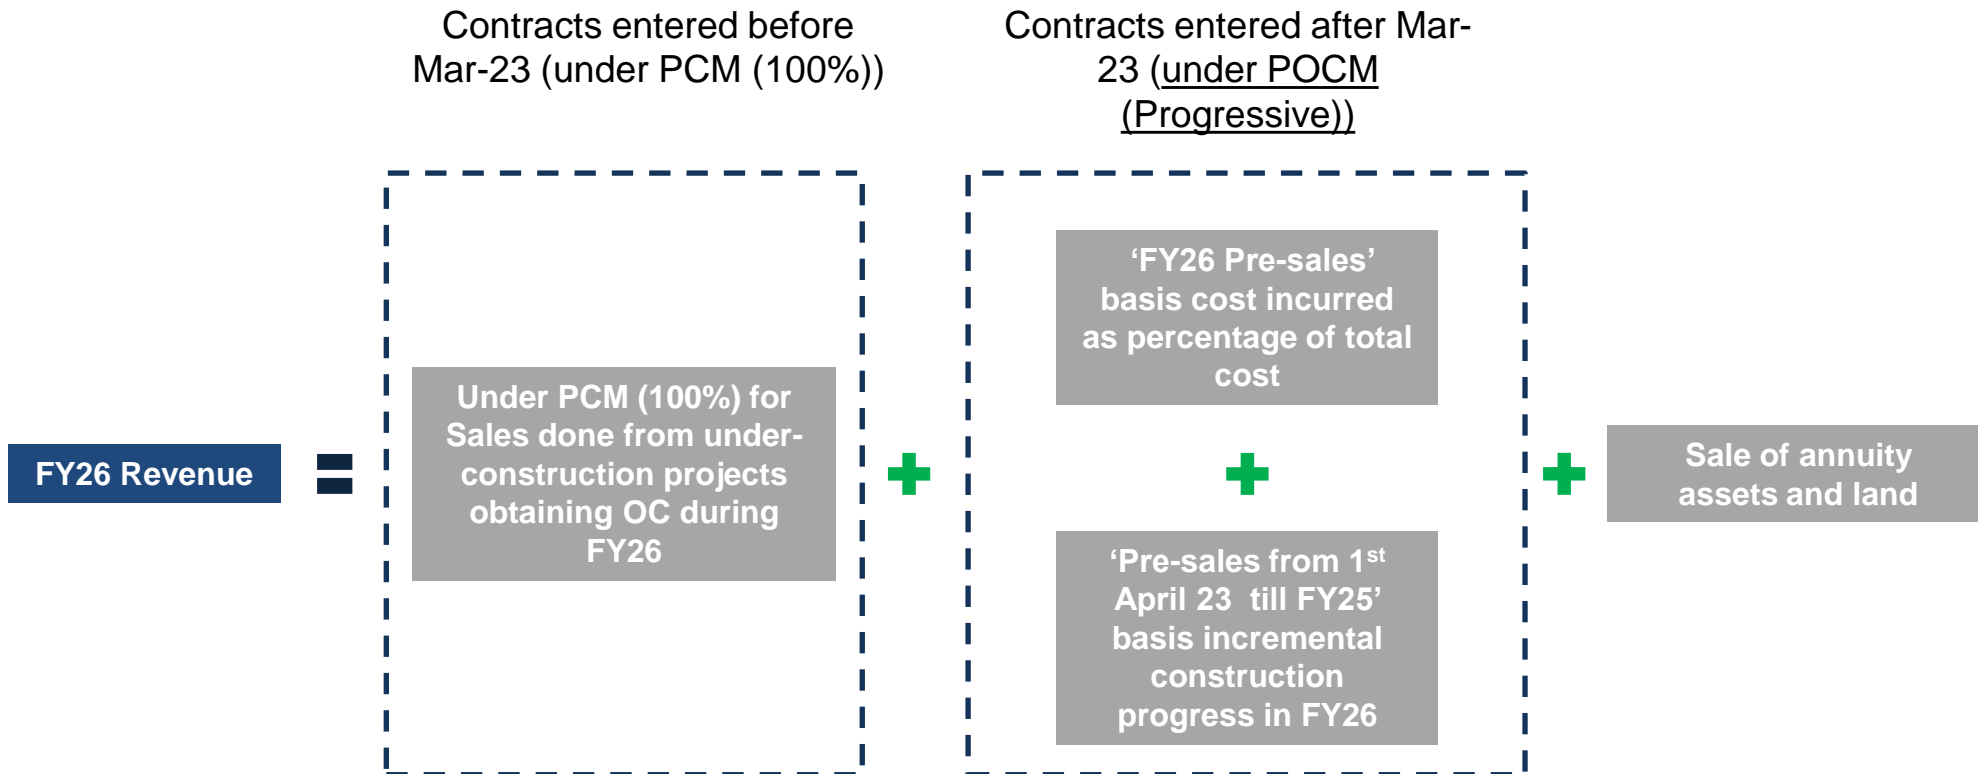 Contracts entered before
Mar-23 (under PCM (100%))
Contracts entered after Mar-
23 (under POCM
(Progressive))
FY26 Revenue
=
Under PCM (100%) for
Sales done from under-
construction projects
obtaining OC during
FY26
+
‘FY26 Pre-sales’
basis cost incurred
as percentage of total
cost
+
‘Pre-sales from 1st
April 23 till FY25’
basis incremental
construction
progress in FY26
+
Sale of annuity
assets and land